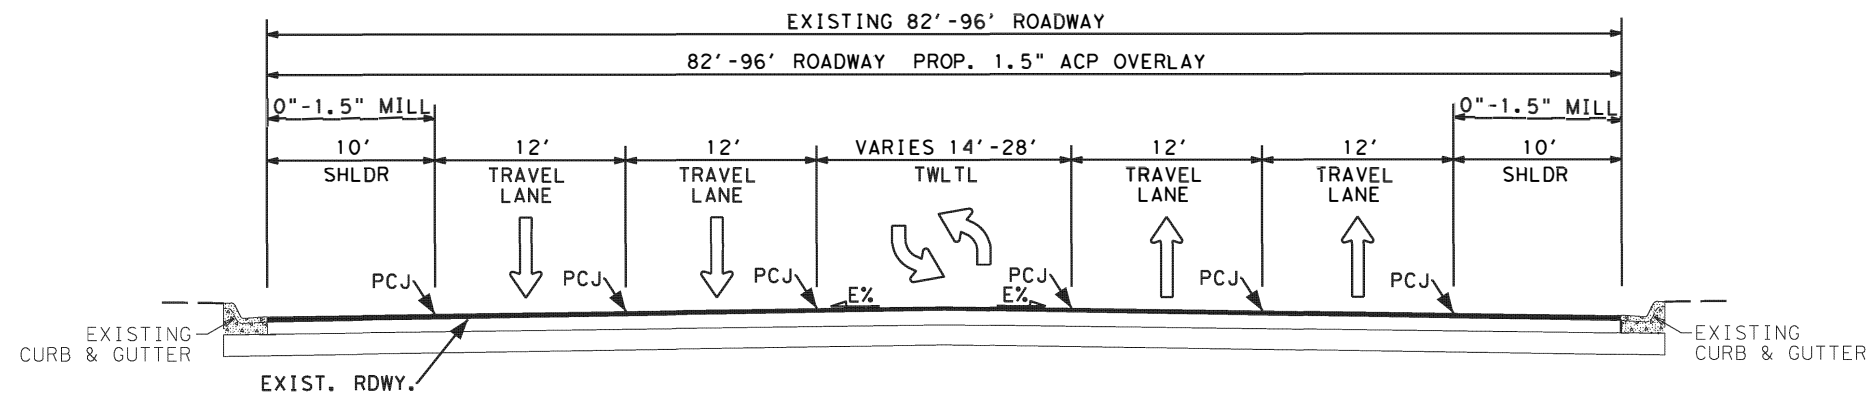 EXISTING 82'-96' ROADWAY
82'-96' ROADWAY PROP. 1.5" ACP OVERLAY
0"-1.5" MILL
0"-1.5" MILL
10'
12'
12'
VARIES 14'-28'
12'
12'
10'
SHLDR
TRAVEL
LANE
TRAVEL
LANE
TWLTL
TRAVEL
LANE
TRAVEL
LANE
SHLDR
PCJ
PCJ
PCJ
PCJ
PCJ
PCJ
E%
E%
EXISTING
CURB & GUTTER
EXISTING
CURB & GUTTER
EXIST. RDWY.